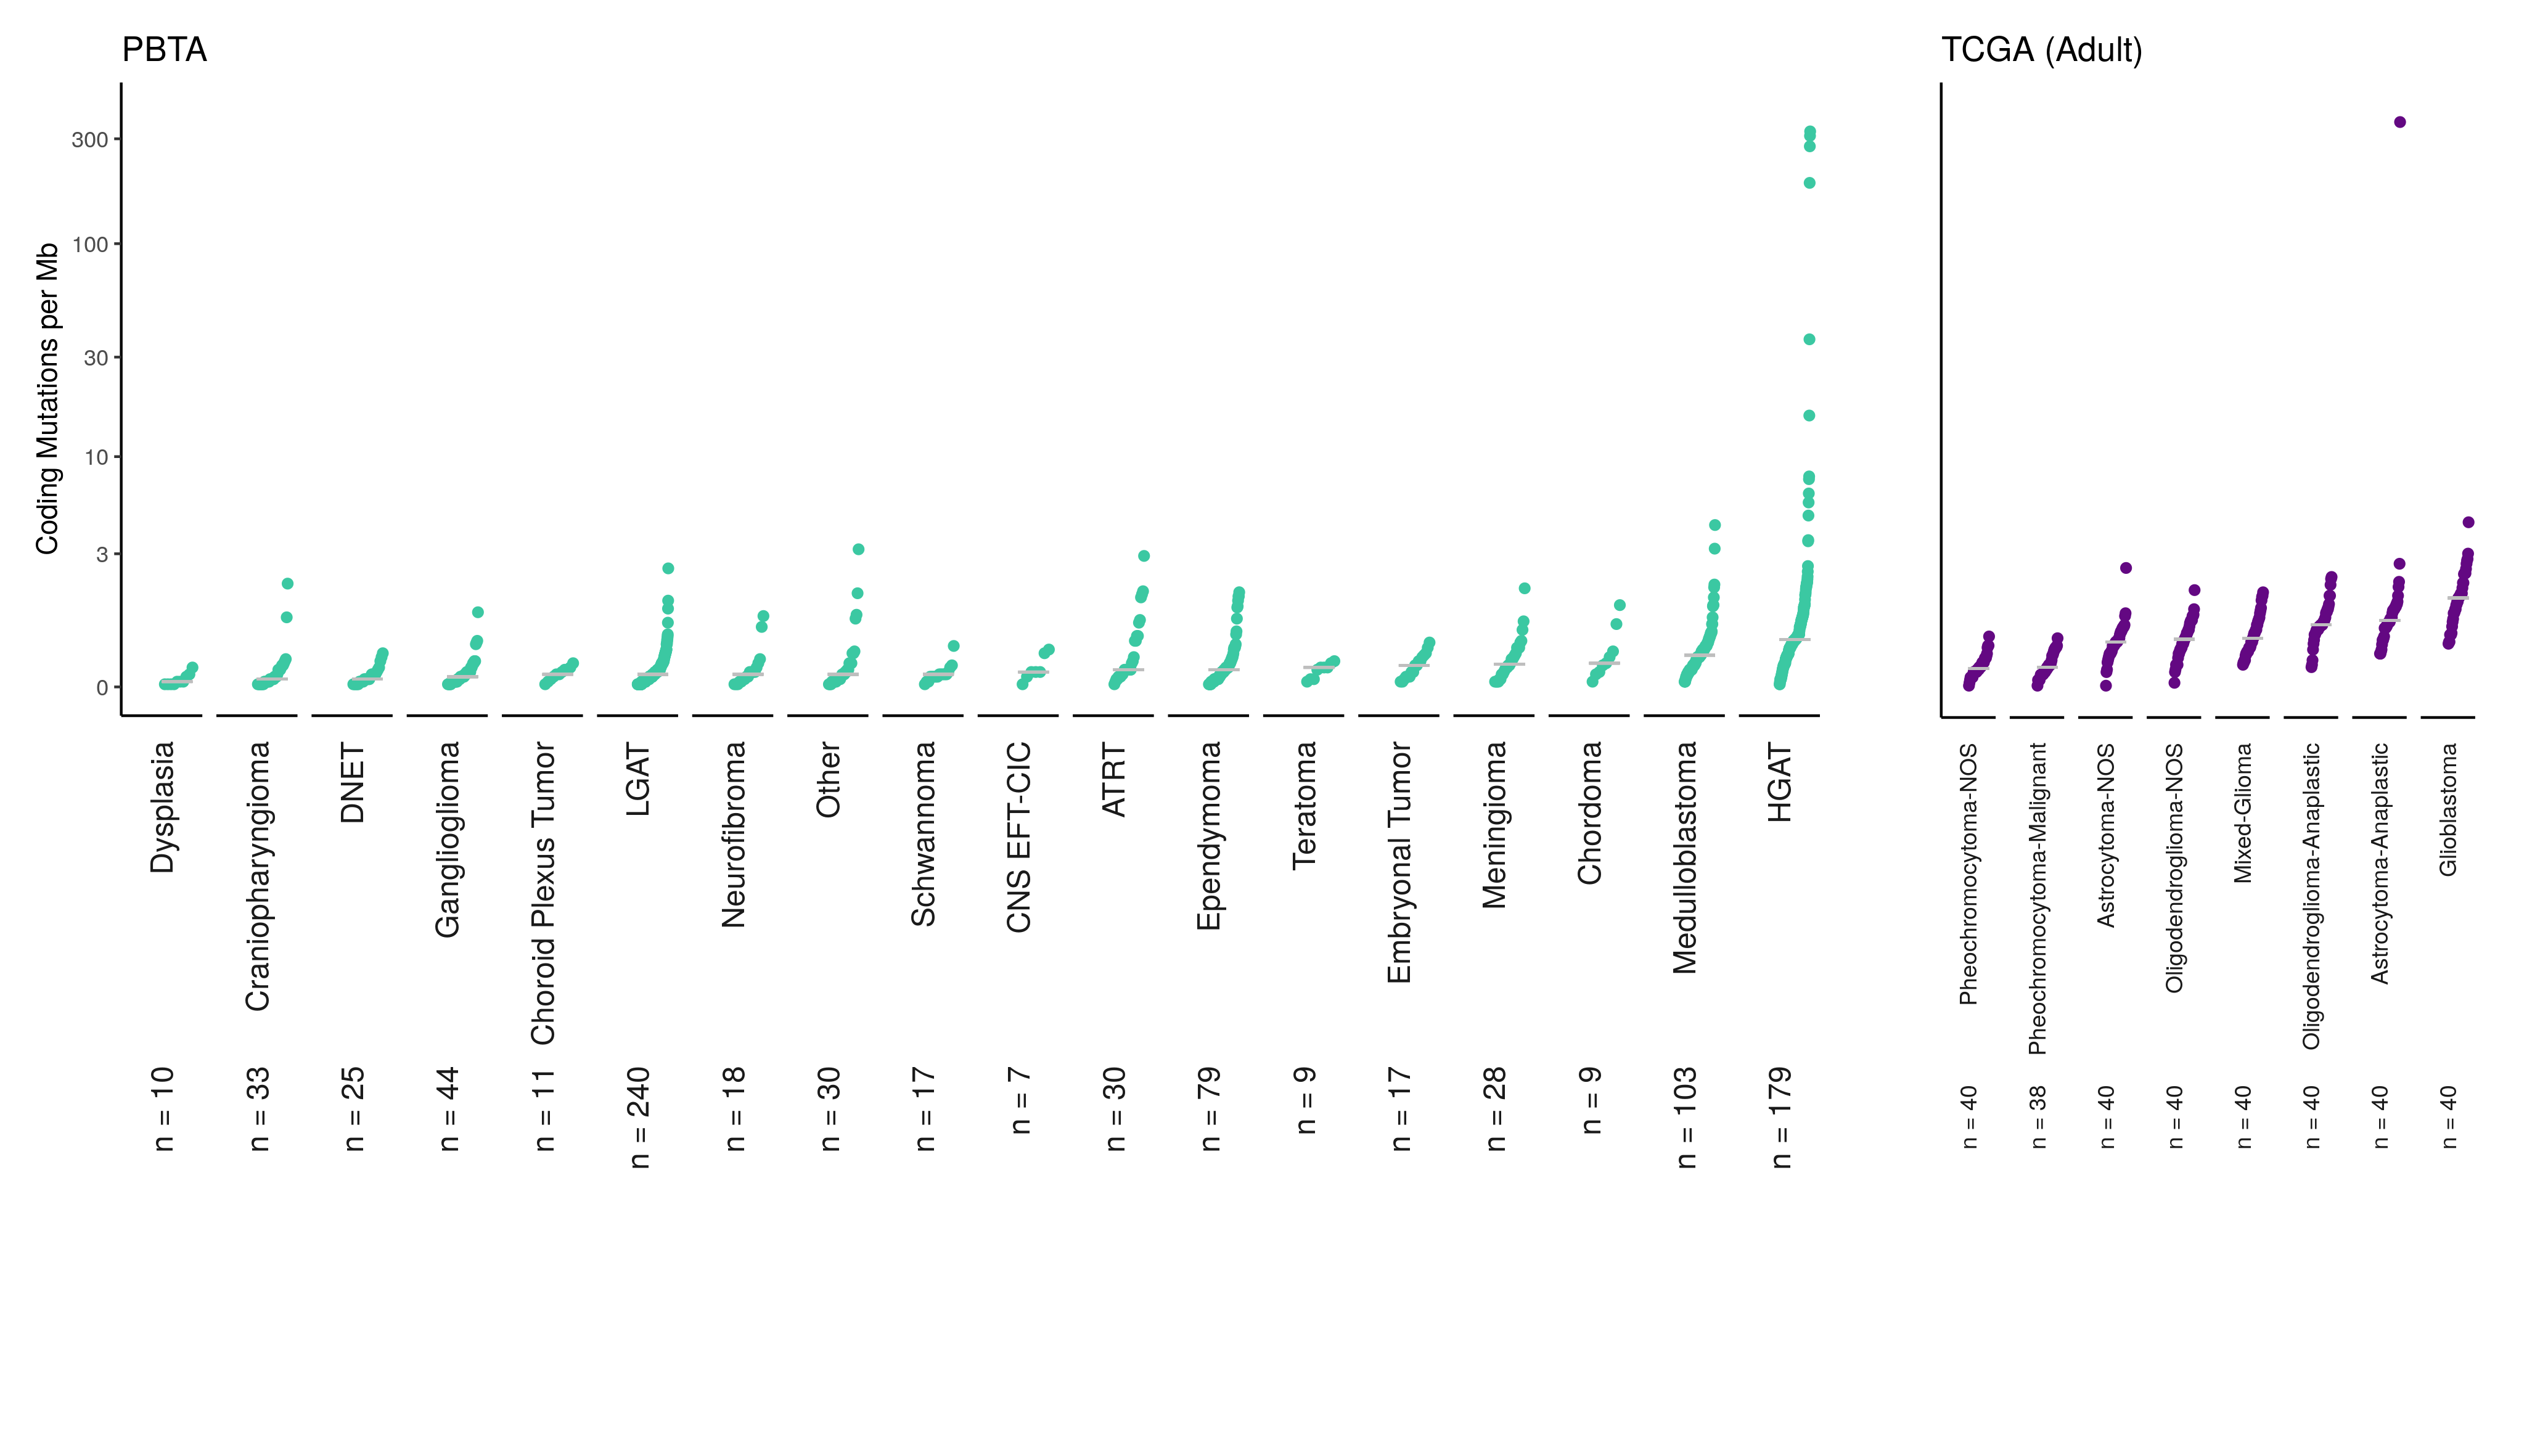 PBTA
TCGA (Adult)
Coding Mutations per Mb
300
100
30
10
3
0
Dysplasia
n = 10
Craniopharyngioma
n = 33
DNET
n = 25
Ganglioglioma
n = 44
Choroid Plexus Tumor
n = 11
LGAT
n = 240
Neurofibroma
n = 18
Other
n = 30
Schwannoma
n = 17
CNS EFT-CIC
n = 7
ATRT
n = 30
Ependymoma
n = 79
Teratoma
n = 9
Embryonal Tumor
n = 17
Meningioma
n = 28
Chordoma
n = 9
Medulloblastoma
n = 103
HGAT
n = 179
Pheochromocytoma-NOS
n = 40
Pheochromocytoma-Malignant
n = 38
Astrocytoma-NOS
n = 40
Oligodendroglioma-NOS
n = 40
Mixed-Glioma
n = 40
Oligodendroglioma-Anaplastic
n = 40
Astrocytoma-Anaplastic
n = 40
Glioblastoma
n = 40